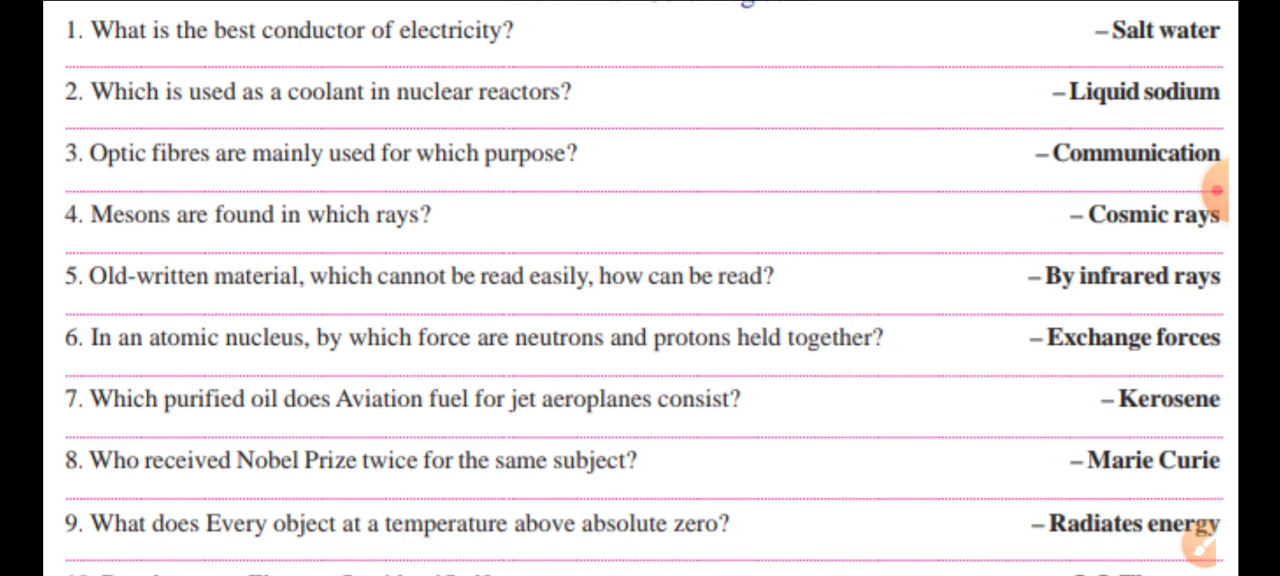 1. What is the best conductor of electricity? – Salt water
2. Which is used as a coolant in nuclear reactors? – Liquid sodium
3. Optic fibres are mainly used for which purpose? – Communication
4. Mesons are found in which rays? – Cosmic rays
5. Old-written material, which cannot be read easily, how can be read? – By infrared rays
6. In an atomic nucleus, by which force are neutrons and protons held together? – Exchange forces
7. Which purified oil does Aviation fuel for jet aeroplanes consist? – Kerosene
8. Who received Nobel Prize twice for the same subject? – Marie Curie
9. What does Every object at a temperature above absolute zero? – Radiates energy